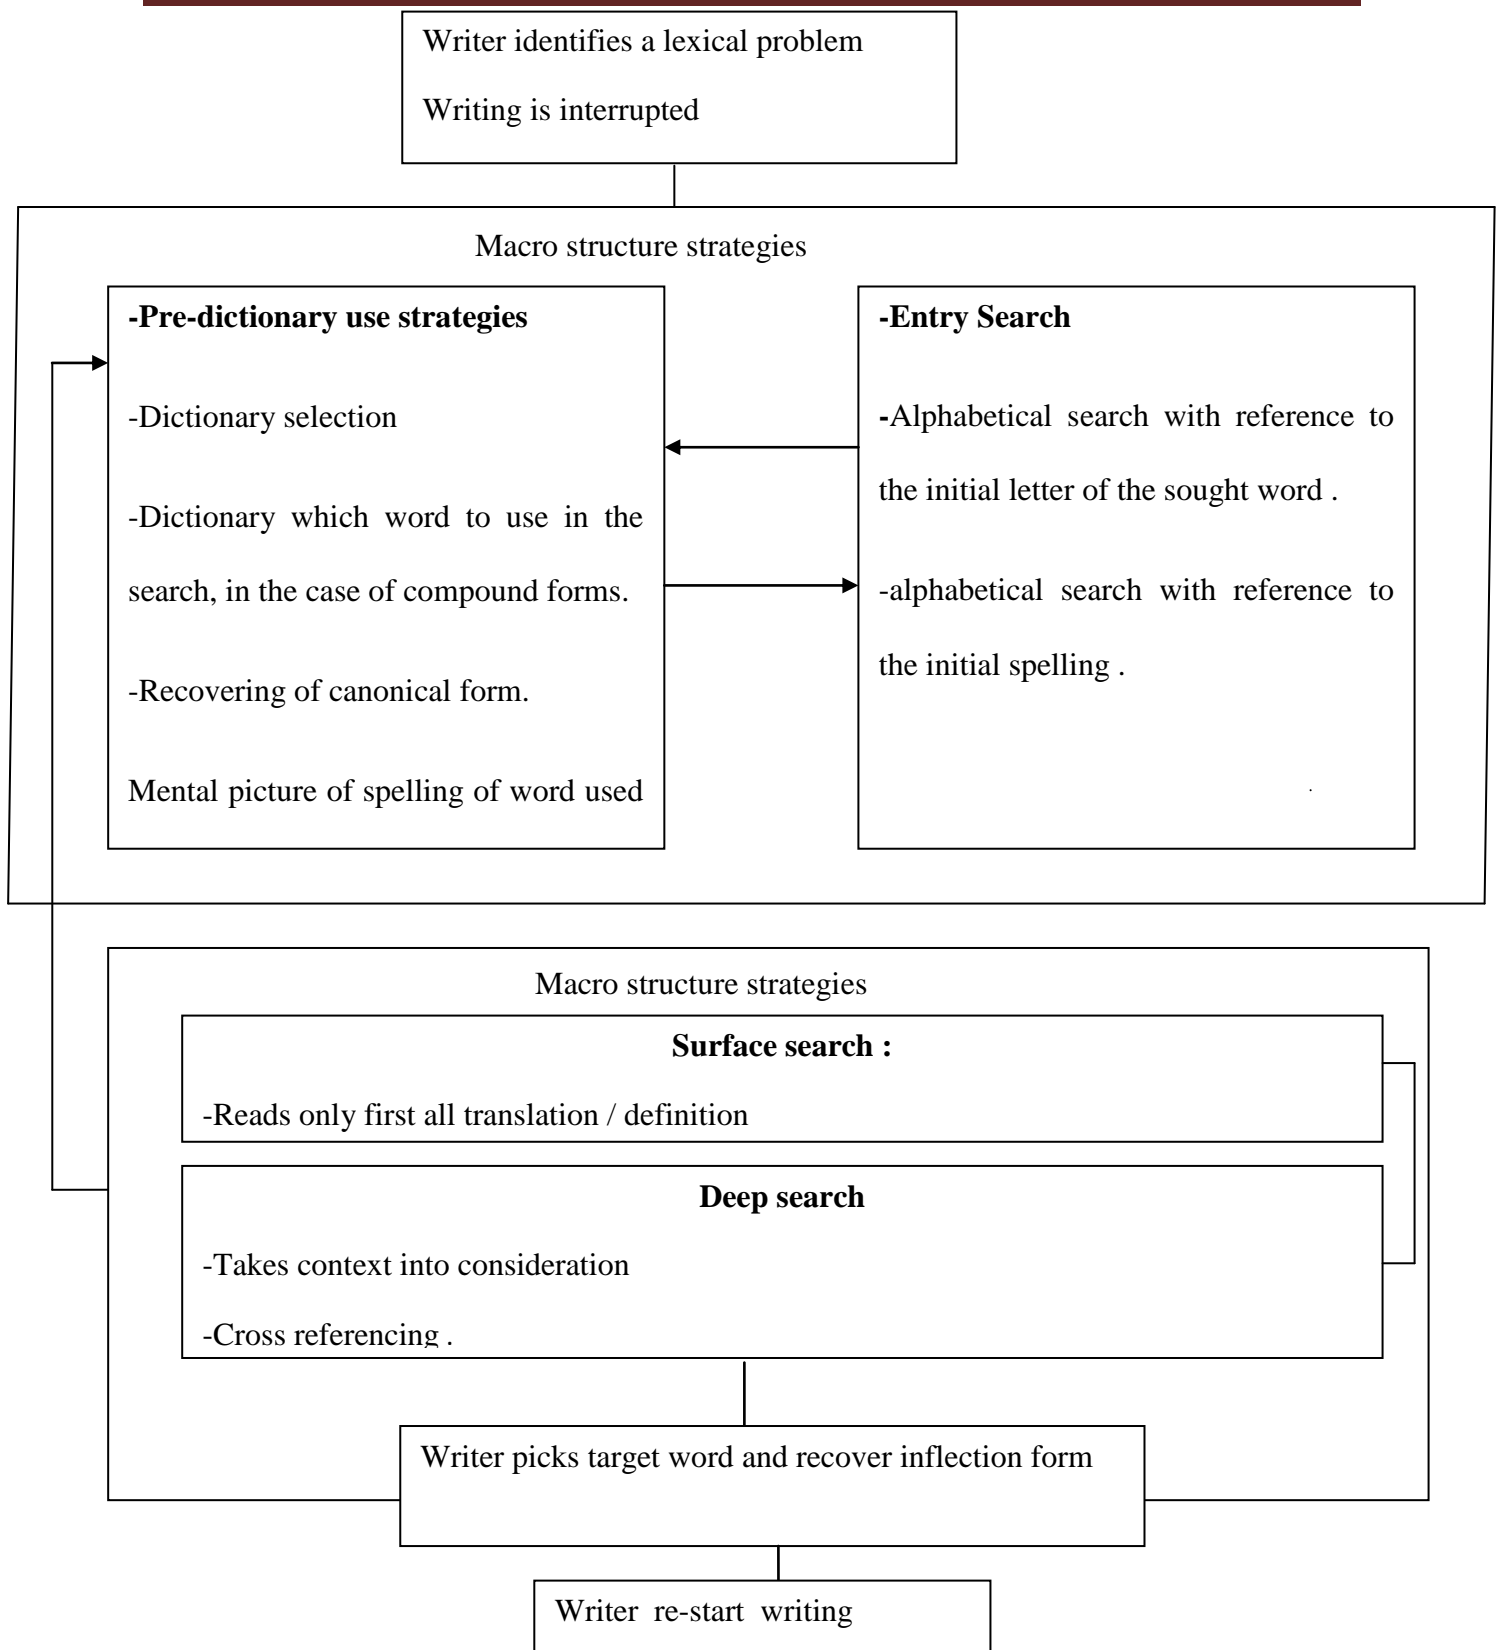 Writer identifies a lexical problem
Writing is interrupted
Macro structure strategies
-Pre-dictionary use strategies
-Dictionary selection
-Dictionary which word to use in the
search, in the case of compound forms.
-Recovering of canonical form.
Mental picture of spelling of word used
-Entry Search
-Alphabetical search with reference to
the initial letter of the sought word .
-alphabetical search with reference to
the initial spelling .
.
Macro structure strategies
Surface search :
-Reads only first all translation / definition
Deep search
-Takes context into consideration
-Cross referencing .
Writer picks target word and recover inflection form
Writer re-start writing